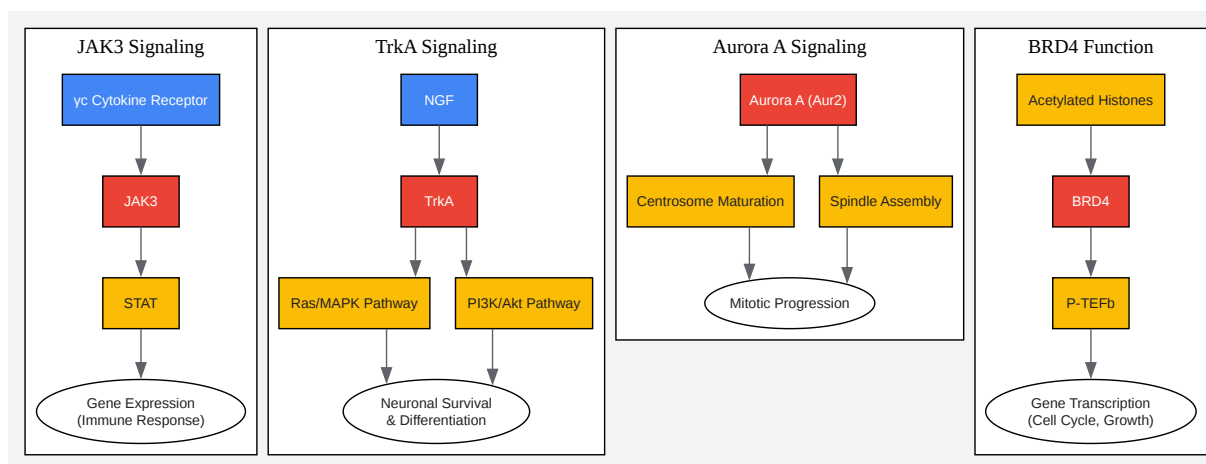 JAK3 Signaling
γc Cytokine Receptor
JAK3
STAT
Gene Expression
(Immune Response)
TrkA Signaling
NGF
TrkA
Ras/MAPK Pathway
PI3K/Akt Pathway
Neuronal Survival
& Differentiation
Aurora A Signaling
Aurora A (Aur2)
Centrosome Maturation
Spindle Assembly
Mitotic Progression
BRD4 Function
Acetylated Histones
BRD4
P-TEFb
Gene Transcription
(Cell Cycle, Growth)